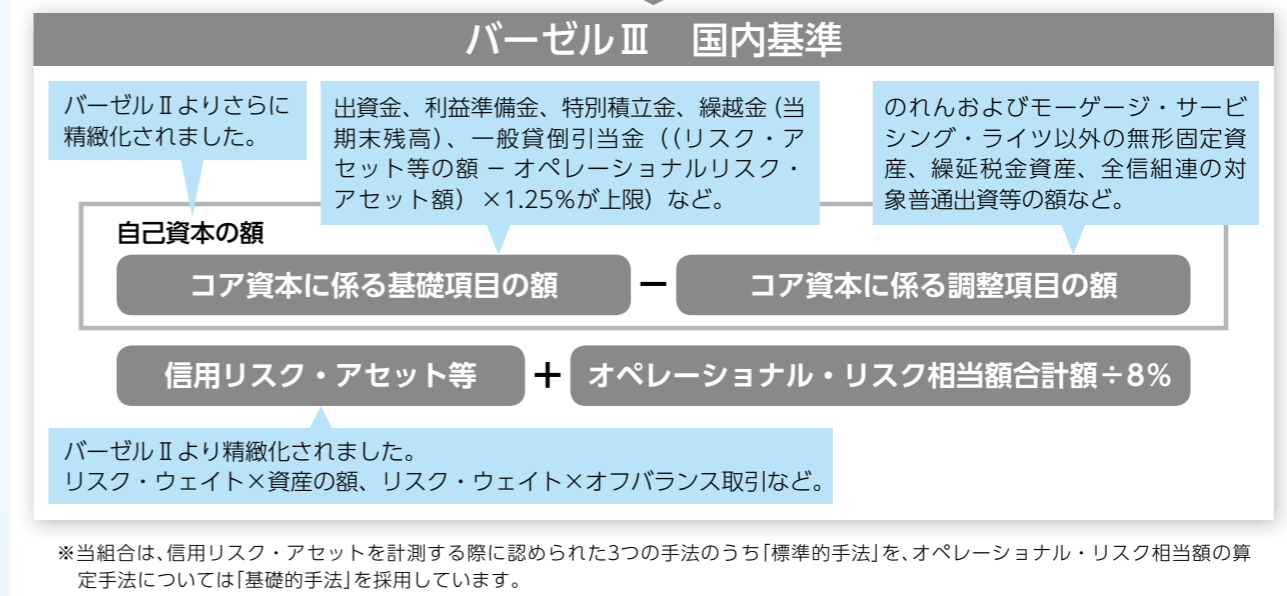 バーゼルⅢ　国内基準
バーゼルⅡよりさらに
精緻化されました。
出資金、利益準備金、特別積立金、繰越金（当
期末残高）、一般貸倒引当金（（リスク・ア
セット等の額 − オペレーショナルリスク・
アセット額）×1.25%が上限）など。
のれんおよびモーゲージ・サービ
シング・ライツ以外の無形固定資
産、繰延税金資産、全信組連の対
象普通出資等の額など。
自己資本の額
コア資本に係る基礎項目の額 − コア資本に係る調整項目の額
信用リスク・アセット等 ＋ オペレーショナル・リスク相当額合計額÷8%
バーゼルⅡより精緻化されました。
リスク・ウェイト×資産の額、リスク・ウェイト×オフバランス取引など。
※当組合は、信用リスク・アセットを計測する際に認められた3つの手法のうち「標準的手法」を、オペレーショナル・リスク相当額の算
定手法については「基礎的手法」を採用しています。